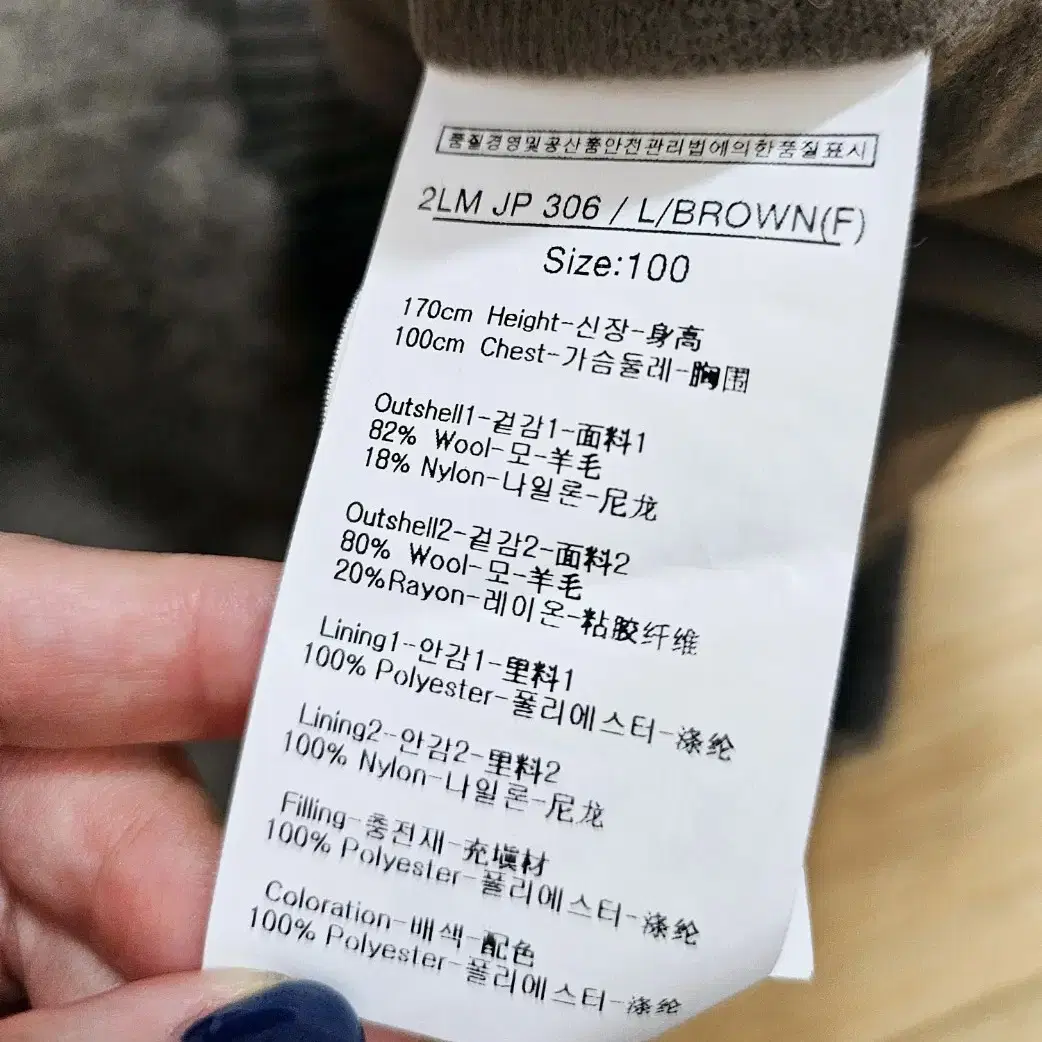 품질경영및공산품안전관리법에의한품질표시
2LM JP 306 / L/BROWN(F)
Size:100
170cm Height-신장-身高
100cm Chest-가슴둘레-胸围
Outshell1-겉감1-面料1
82% Wool-모-羊毛
18% Nylon-나일론-尼龙
Outshell2-겉감2-面料2
80% Wool-모-羊毛
20%Rayon-레이온-粘胶纤维
Lining1-안감1-里料1
100% Polyester-폴리에스터-涤纶
Lining2-안감2-里料2
100% Nylon-나일론-尼龙
Filling-충전재-充塡材
100% Polyester-폴리에스터-涤纶
Coloration-배색-配色
100% Polyester-폴리에스터-涤纶